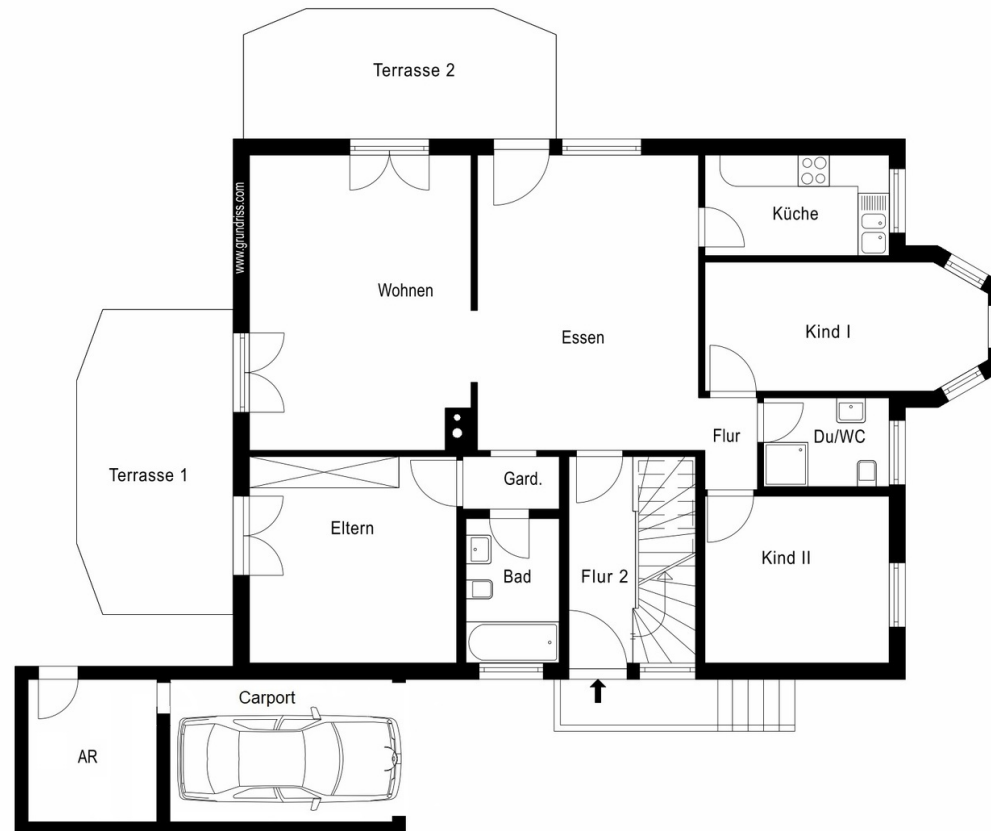 Terrasse 2
www.grundriss.com
Küche
Wohnen
Kind I
Essen
Flur
Du/WC
Terrasse 1
Gard.
Eltern
Kind II
Bad
Flur 2
Carport
AR